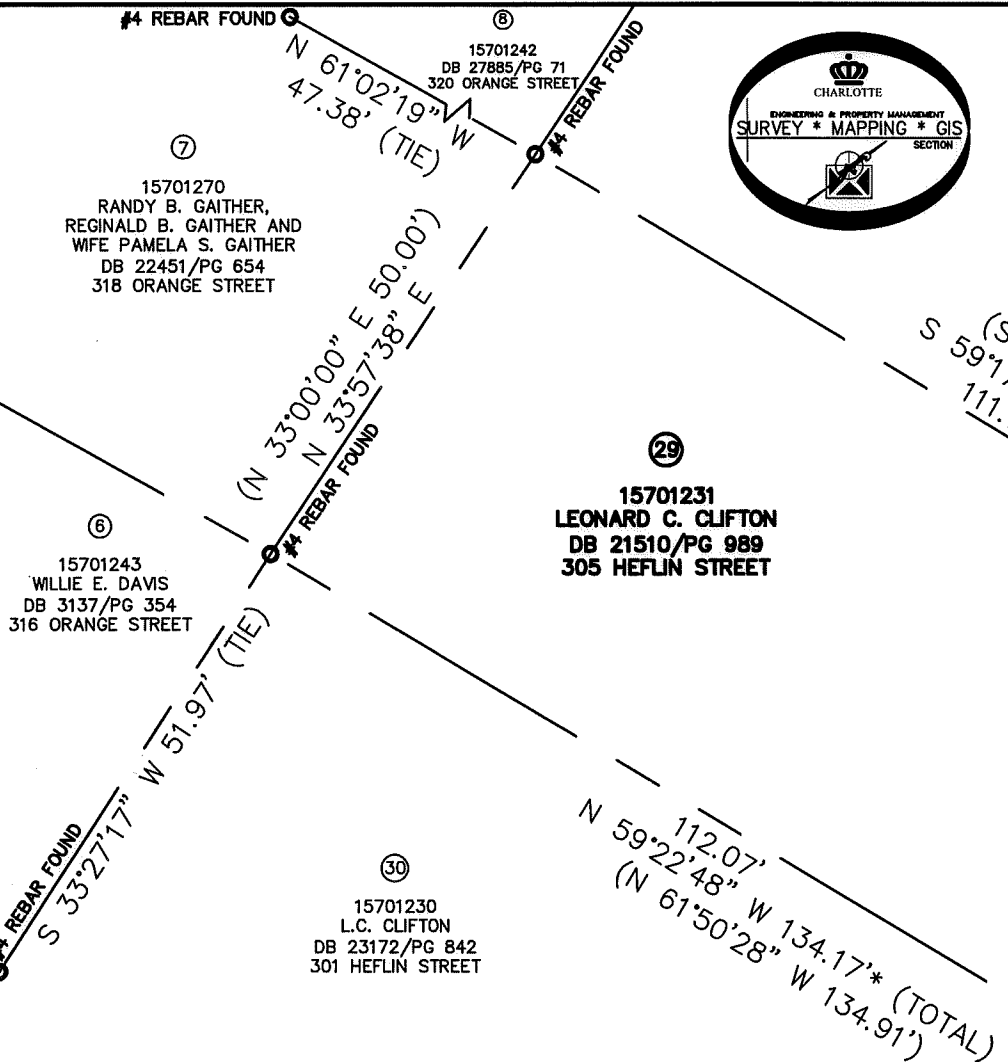 #4 REBAR FOUND
N 61°02'19" W
47.38' (TIE)
8
15701242
DB 27885/PG 71
320 ORANGE STREET
#4 REBAR FOUND
CHARLOTTE
ENGINEERING & PROPERTY MANAGEMENT
SURVEY * MAPPING * GIS
SECTION
7
15701270
RANDY B. GAITHER,
REGINALD B. GAITHER AND
WIFE PAMELA S. GAITHER
DB 22451/PG 654
318 ORANGE STREET
(N 33°00'00" E 50.00')
N 33°57'38" E
#4 REBAR FOUND
(S
S 59°1
111.
29
15701231
LEONARD C. CLIFTON
DB 21510/PG 989
305 HEFLIN STREET
6
15701243
WILLIE E. DAVIS
DB 3137/PG 354
316 ORANGE STREET
S 33°27'17" W 51.97' (TIE)
#4 REBAR FOUND
30
15701230
L.C. CLIFTON
DB 23172/PG 842
301 HEFLIN STREET
112.07'
N 59°22'48" W 134.17'* (TOTAL)
(N 61°50'28" W 134.91')